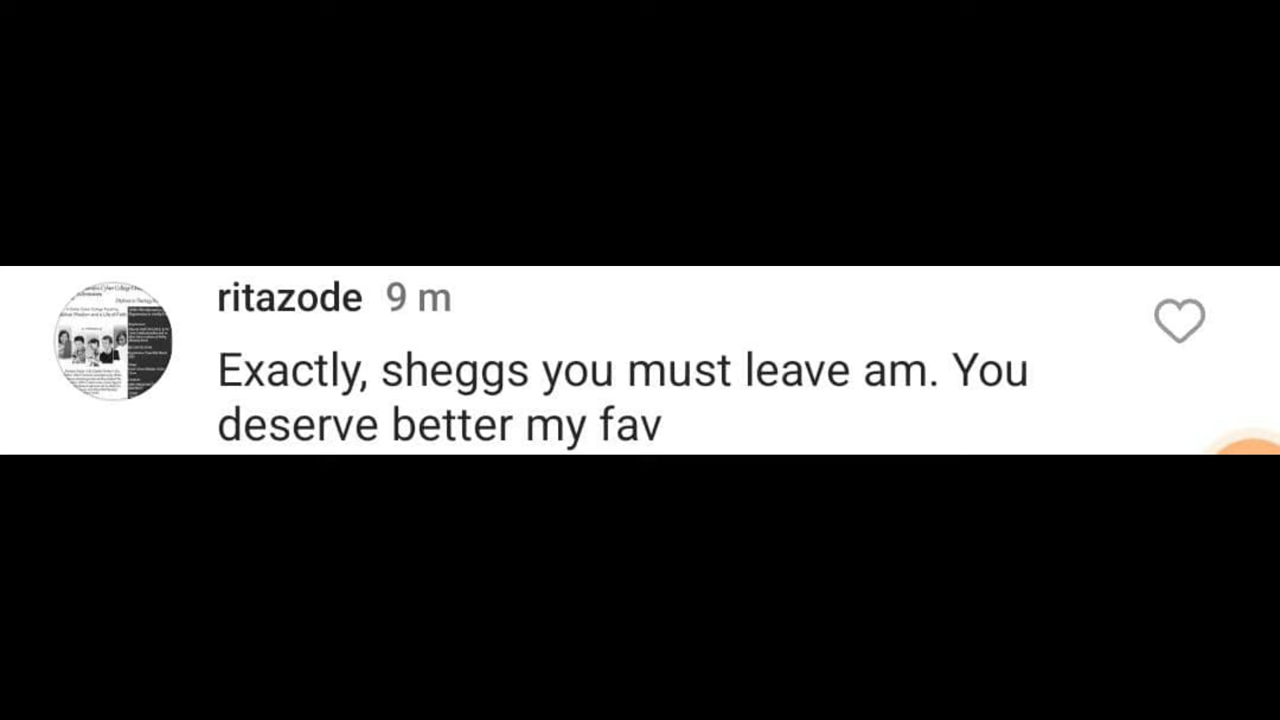 ritazode 9 m
Exactly, sheggs you must leave am. You
deserve better my fav